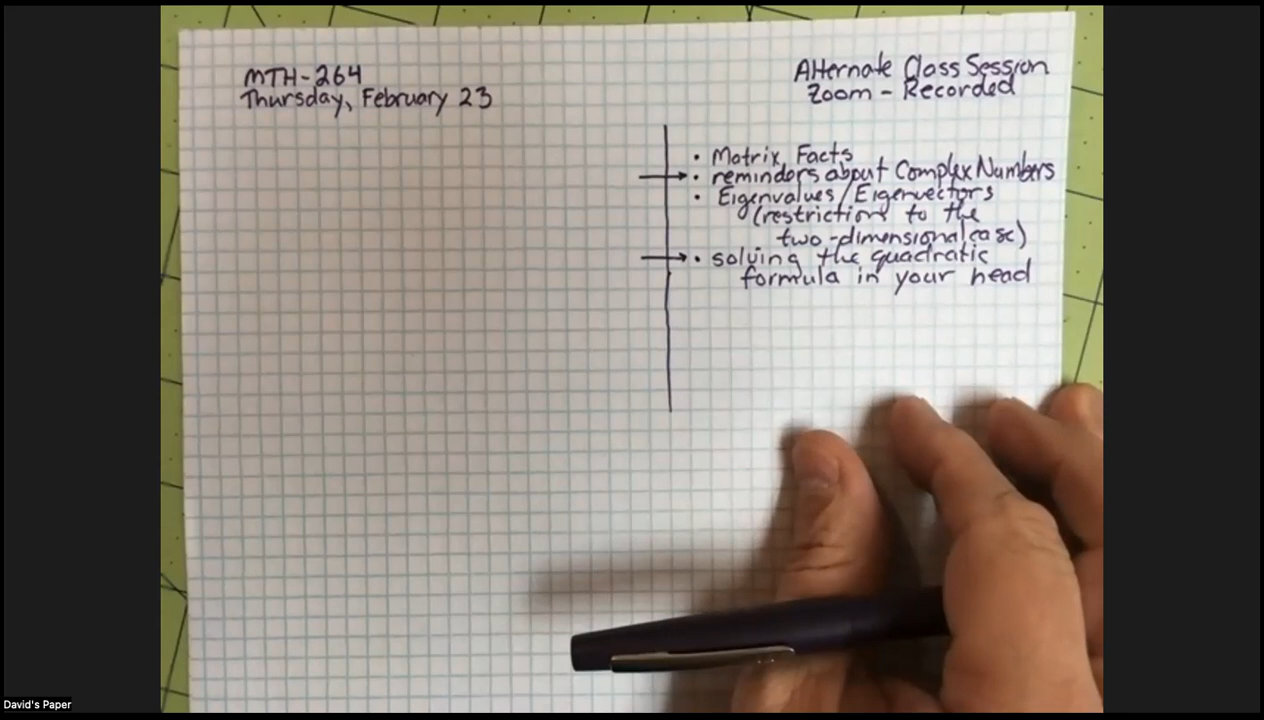 MTH-264
Thursday, February 23
Alternate Class Session
Zoom - Recorded
• Matrix Facts
• reminders about Complex Numbers
• Eigenvalues/Eigenvectors
(restriction to the
two-dimensional case)
• solving the quadratic
formula in your head
David's Paper